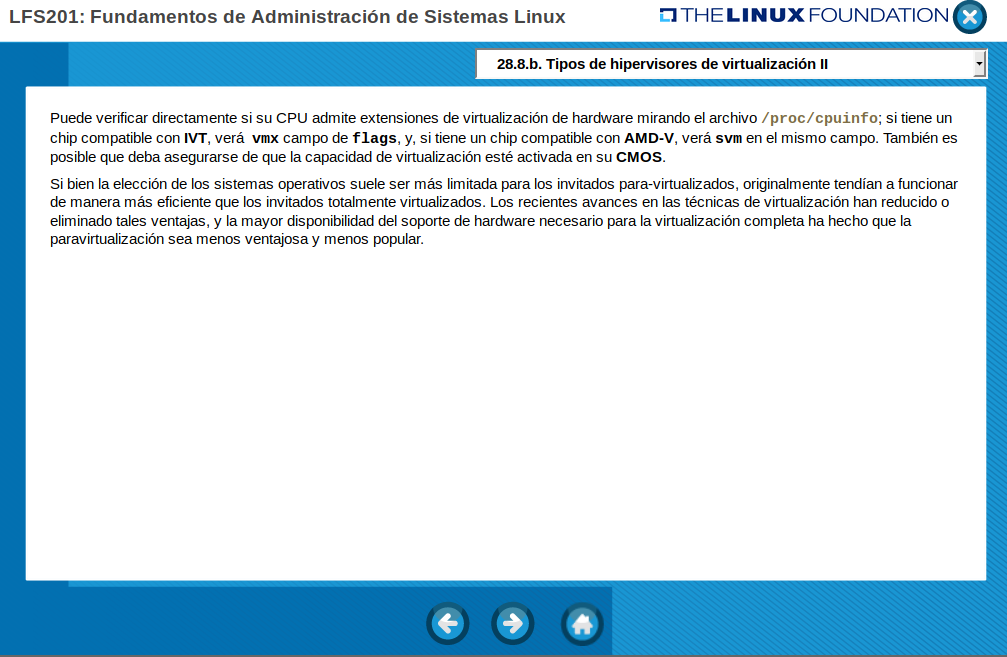 LFS201: Fundamentos de Administración de Sistemas Linux
THE LINUX FOUNDATION
28.8.b. Tipos de hipervisores de virtualización II
Puede verificar directamente si su CPU admite extensiones de virtualización de hardware mirando el archivo /proc/cpuinfo; si tiene un
chip compatible con IVT, verá vmx campo de flags, y, si tiene un chip compatible con AMD-V, verá svm en el mismo campo. También es
posible que deba asegurarse de que la capacidad de virtualización esté activada en su CMOS.
Si bien la elección de los sistemas operativos suele ser más limitada para los invitados para-virtualizados, originalmente tendían a funcionar
de manera más eficiente que los invitados totalmente virtualizados. Los recientes avances en las técnicas de virtualización han reducido o
eliminado tales ventajas, y la mayor disponibilidad del soporte de hardware necesario para la virtualización completa ha hecho que la
paravirtualización sea menos ventajosa y menos popular.